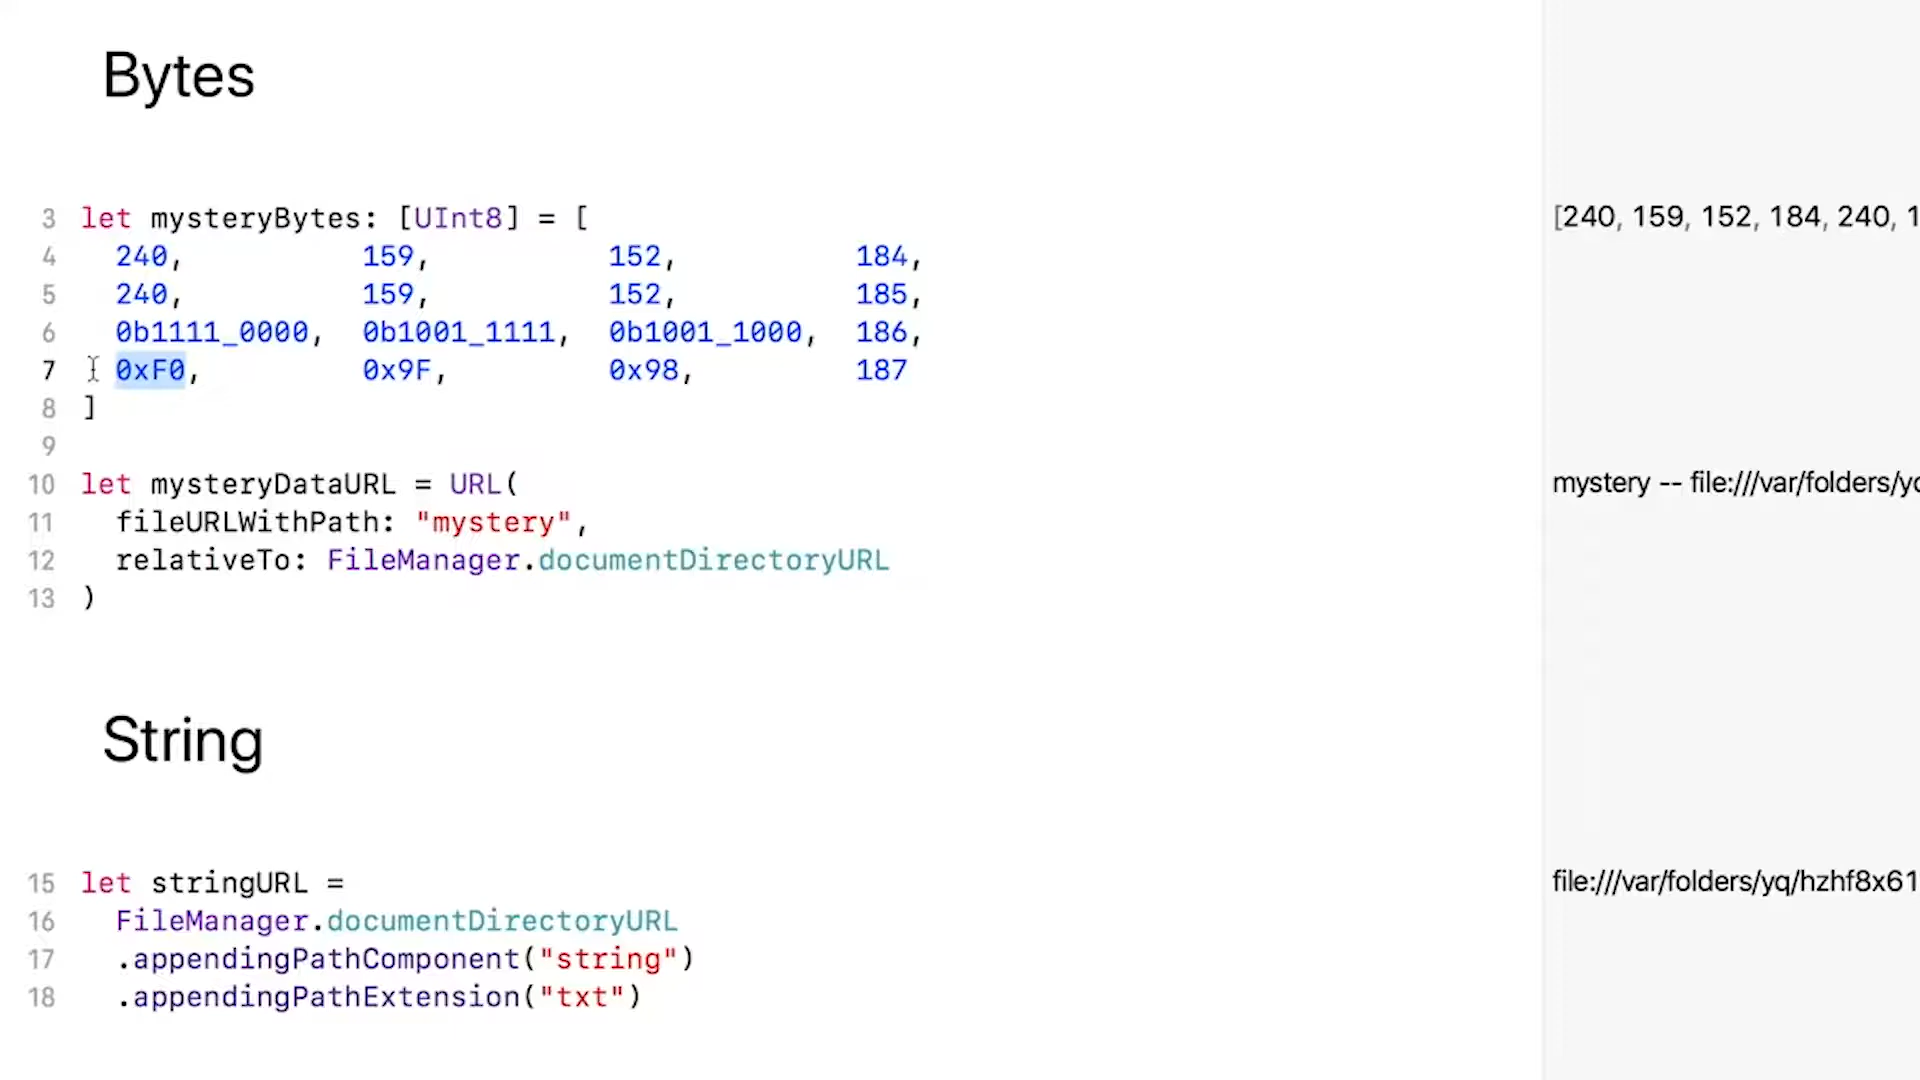 Bytes
3 let mysteryBytes: [UInt8] = [
[240, 159, 152, 184, 240, 1
4 240, 159, 152, 184,
5 240, 159, 152, 185,
6 0b1111_0000, 0b1001_1111, 0b1001_1000, 186,
7 0xF0, 0x9F, 0x98, 187
8 ]
9
10 let mysteryDataURL = URL(
mystery -- file:///var/folders/yq
11 fileURLWithPath: "mystery",
12 relativeTo: FileManager.documentDirectoryURL
13 )
String
15 let stringURL =
file:///var/folders/yq/hzhf8x61
16 FileManager.documentDirectoryURL
17 .appendingPathComponent("string")
18 .appendingPathExtension("txt")